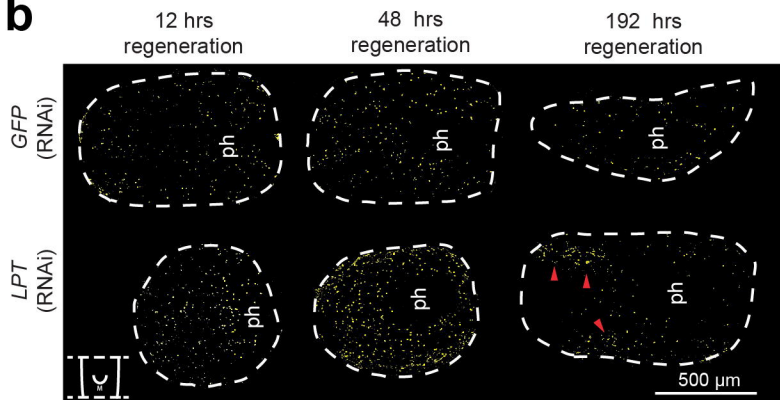 b
12 hrs
regeneration
48 hrs
regeneration
192 hrs
regeneration
GFP
(RNAi)
ph
ph
ph
LPT
(RNAi)
ph
ph
ph
M
500 µm